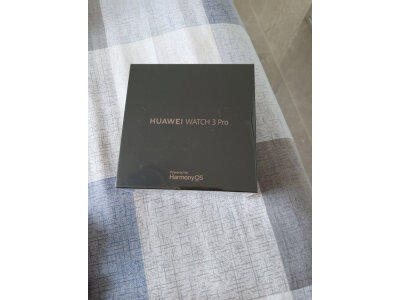 HUAWEI WATCH 3 Pro
Powered by
HarmonyOS